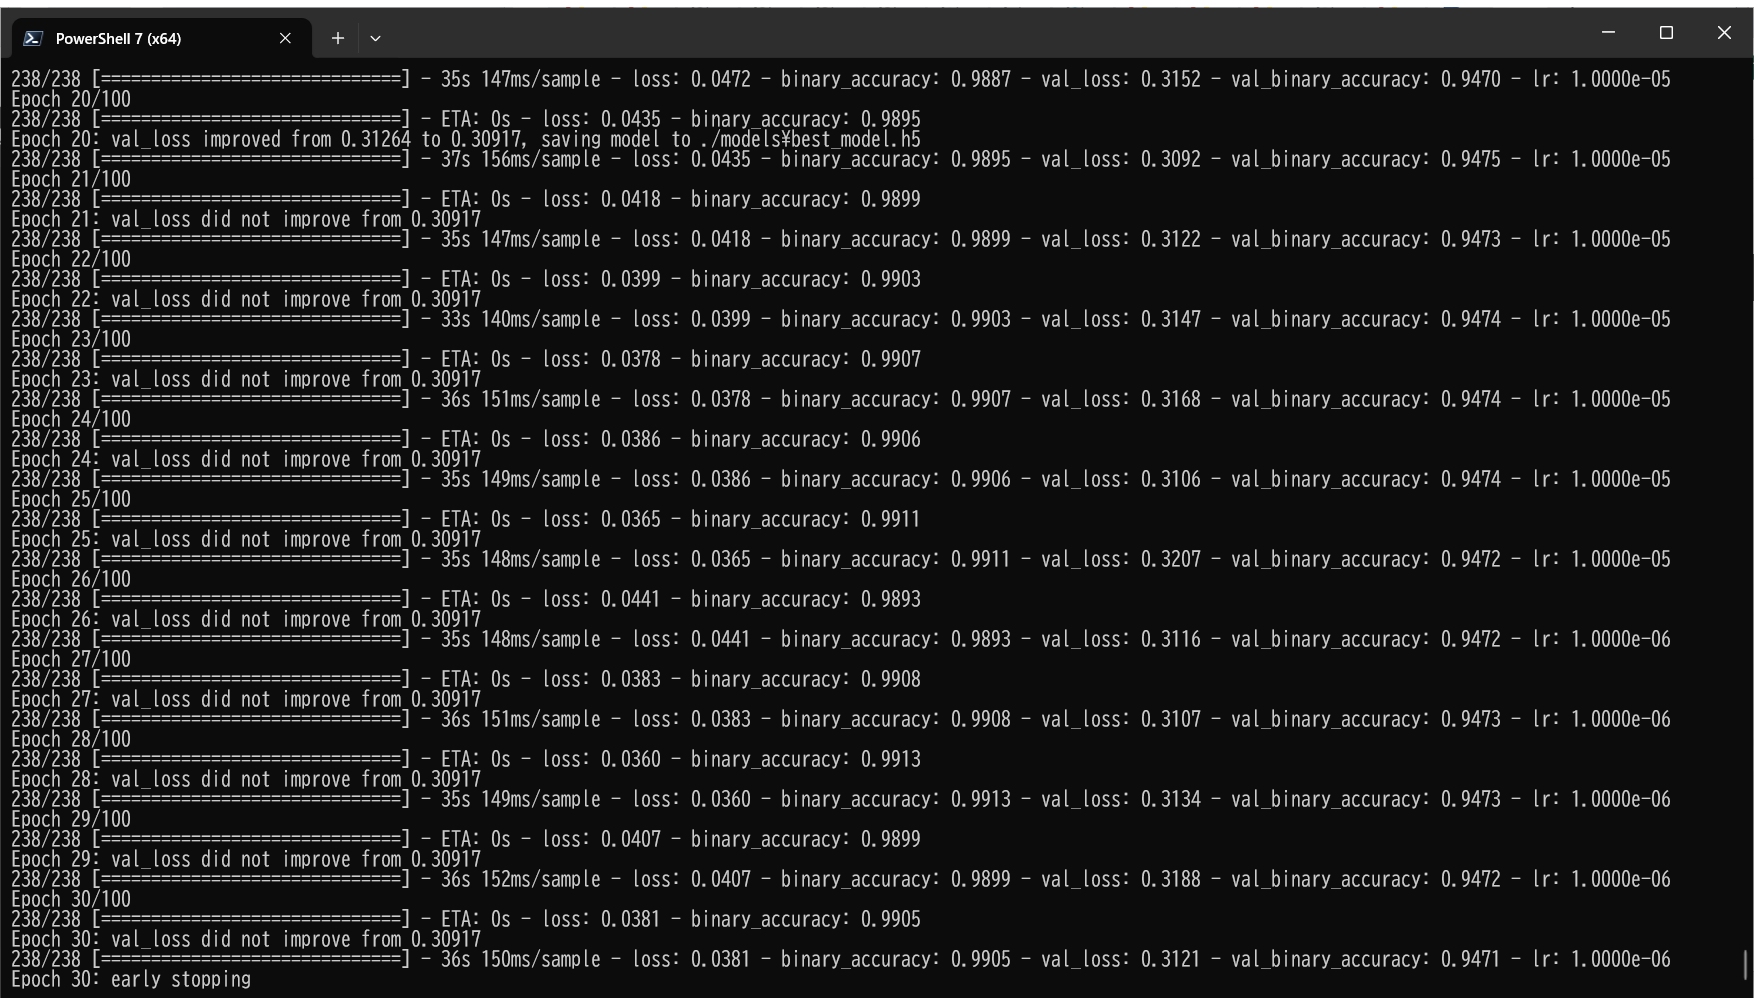 PowerShell 7 (x64)
238/238 [==============================] - 35s 147ms/sample - loss: 0.0472 - binary_accuracy: 0.9887 - val_loss: 0.3152 - val_binary_accuracy: 0.9470 - lr: 1.0000e-05
Epoch 20/100
238/238 [==============================] - ETA: 0s - loss: 0.0435 - binary_accuracy: 0.9895
Epoch 20: val_loss improved from 0.31264 to 0.30917, saving model to ./models¥best_model.h5
238/238 [==============================] - 37s 156ms/sample - loss: 0.0435 - binary_accuracy: 0.9895 - val_loss: 0.3092 - val_binary_accuracy: 0.9475 - lr: 1.0000e-05
Epoch 21/100
238/238 [==============================] - ETA: 0s - loss: 0.0418 - binary_accuracy: 0.9899
Epoch 21: val_loss did not improve from 0.30917
238/238 [==============================] - 35s 147ms/sample - loss: 0.0418 - binary_accuracy: 0.9899 - val_loss: 0.3122 - val_binary_accuracy: 0.9473 - lr: 1.0000e-05
Epoch 22/100
238/238 [==============================] - ETA: 0s - loss: 0.0399 - binary_accuracy: 0.9903
Epoch 22: val_loss did not improve from 0.30917
238/238 [==============================] - 33s 140ms/sample - loss: 0.0399 - binary_accuracy: 0.9903 - val_loss: 0.3147 - val_binary_accuracy: 0.9474 - lr: 1.0000e-05
Epoch 23/100
238/238 [==============================] - ETA: 0s - loss: 0.0378 - binary_accuracy: 0.9907
Epoch 23: val_loss did not improve from 0.30917
238/238 [==============================] - 36s 151ms/sample - loss: 0.0378 - binary_accuracy: 0.9907 - val_loss: 0.3168 - val_binary_accuracy: 0.9474 - lr: 1.0000e-05
Epoch 24/100
238/238 [==============================] - ETA: 0s - loss: 0.0386 - binary_accuracy: 0.9906
Epoch 24: val_loss did not improve from 0.30917
238/238 [==============================] - 35s 149ms/sample - loss: 0.0386 - binary_accuracy: 0.9906 - val_loss: 0.3106 - val_binary_accuracy: 0.9474 - lr: 1.0000e-05
Epoch 25/100
238/238 [==============================] - ETA: 0s - loss: 0.0365 - binary_accuracy: 0.9911
Epoch 25: val_loss did not improve from 0.30917
238/238 [==============================] - 35s 148ms/sample - loss: 0.0365 - binary_accuracy: 0.9911 - val_loss: 0.3207 - val_binary_accuracy: 0.9472 - lr: 1.0000e-05
Epoch 26/100
238/238 [==============================] - ETA: 0s - loss: 0.0441 - binary_accuracy: 0.9893
Epoch 26: val_loss did not improve from 0.30917
238/238 [==============================] - 35s 148ms/sample - loss: 0.0441 - binary_accuracy: 0.9893 - val_loss: 0.3116 - val_binary_accuracy: 0.9472 - lr: 1.0000e-06
Epoch 27/100
238/238 [==============================] - ETA: 0s - loss: 0.0383 - binary_accuracy: 0.9908
Epoch 27: val_loss did not improve from 0.30917
238/238 [==============================] - 36s 151ms/sample - loss: 0.0383 - binary_accuracy: 0.9908 - val_loss: 0.3107 - val_binary_accuracy: 0.9473 - lr: 1.0000e-06
Epoch 28/100
238/238 [==============================] - ETA: 0s - loss: 0.0360 - binary_accuracy: 0.9913
Epoch 28: val_loss did not improve from 0.30917
238/238 [==============================] - 35s 149ms/sample - loss: 0.0360 - binary_accuracy: 0.9913 - val_loss: 0.3134 - val_binary_accuracy: 0.9473 - lr: 1.0000e-06
Epoch 29/100
238/238 [==============================] - ETA: 0s - loss: 0.0407 - binary_accuracy: 0.9899
Epoch 29: val_loss did not improve from 0.30917
238/238 [==============================] - 36s 152ms/sample - loss: 0.0407 - binary_accuracy: 0.9899 - val_loss: 0.3188 - val_binary_accuracy: 0.9472 - lr: 1.0000e-06
Epoch 30/100
238/238 [==============================] - ETA: 0s - loss: 0.0381 - binary_accuracy: 0.9905
Epoch 30: val_loss did not improve from 0.30917
238/238 [==============================] - 36s 150ms/sample - loss: 0.0381 - binary_accuracy: 0.9905 - val_loss: 0.3121 - val_binary_accuracy: 0.9471 - lr: 1.0000e-06
Epoch 30: early stopping